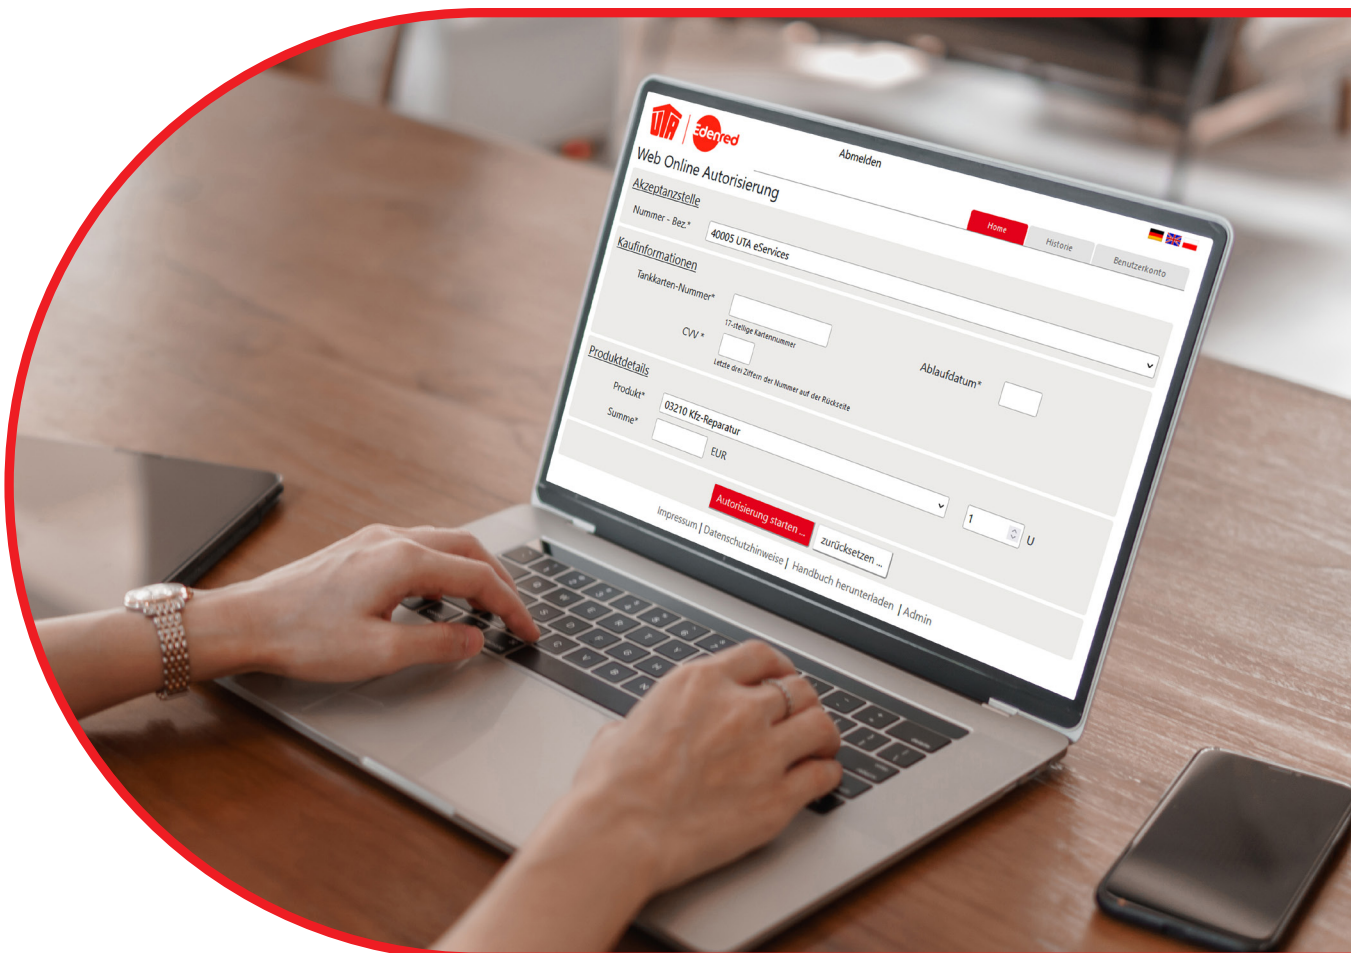 UTA Edenred
Abmelden
Web Online Autorisierung
Home Historie Benutzerkonto
Akzeptanzstelle
Nummer - Bez.* 40005 UTA eServices
Kaufinformationen
Tankkarten-Nummer*
17-stellige Kartennummer
Ablaufdatum*
CVV *
Letzte drei Ziffern der Nummer auf der Rückseite
Produktdetails
Produkt* 03210 Kfz-Reparatur 1 U
Summe* EUR
Autorisierung starten ... zurücksetzen ...
Impressum | Datenschutzhinweise | Handbuch herunterladen | Admin